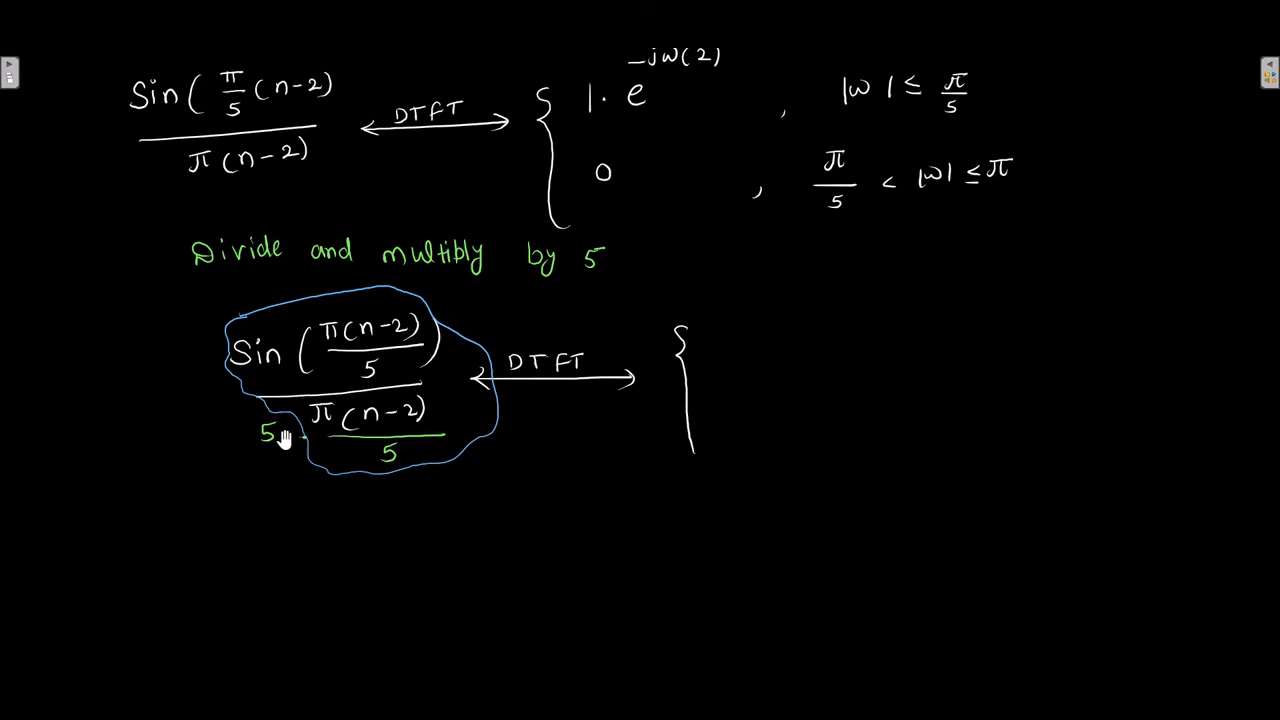 Sin( π/5 (n-2) / π(n-2) DTFT { 1. e^-jw(2) , |w| ≤ π/5
0 , π/5 < |w| ≤ π
Divide and multibly by 5
Sin ( π(n-2)/5 ) / 5 . π(n-2)/5 DTFT {